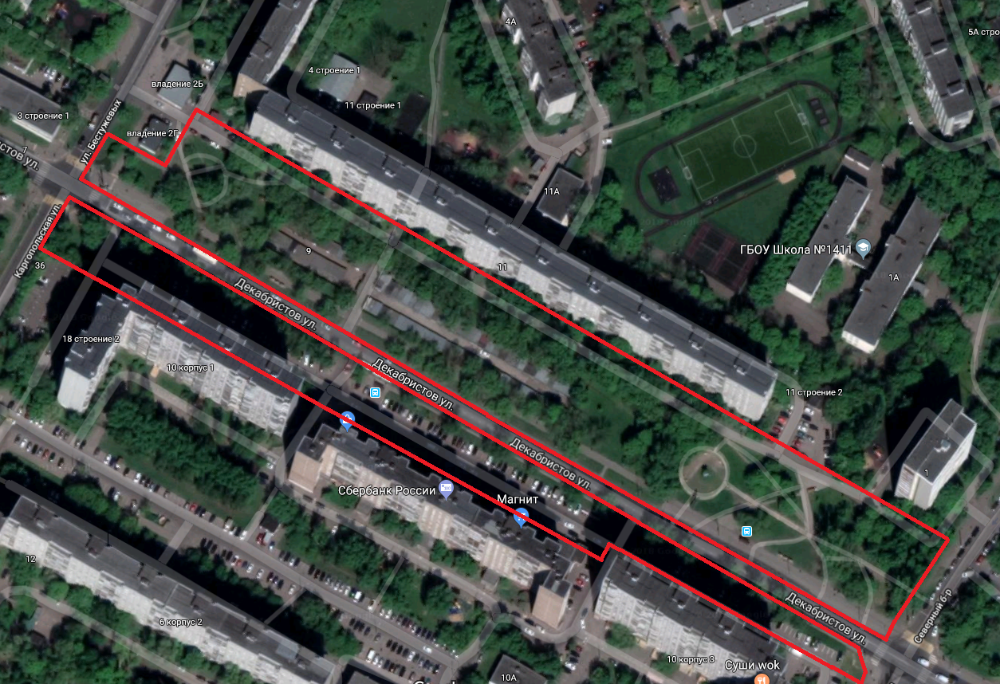 4А
5А стро
4 строение 1
владение 2Б
11 строение 1
3 строение 1
владение 2Г
ул. Бестужевых
7
истов ул.
11А
Каргопольская ул.
9
ГБОУ Школа №1411
36
11
1А
Декабристов ул.
18 строение 2
10 корпус 1
Декабристов ул.
11 строение 2
Декабристов ул.
1
Сбербанк России
Магнит
12
Декабристов ул.
Северный б-р
6 корпус 2
10 корпус 3
Суши wok
10А